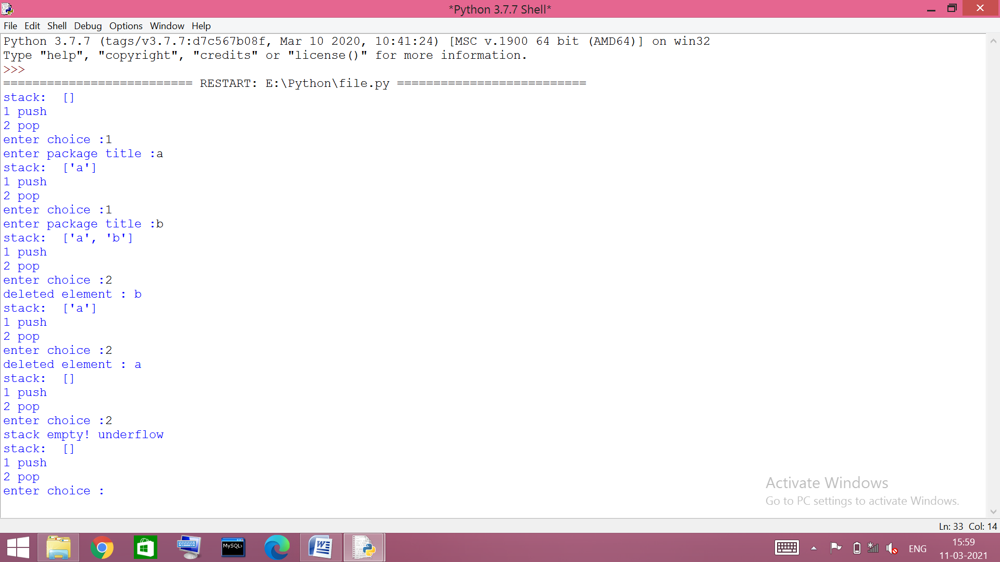 *Python 3.7.7 Shell*
File Edit Shell Debug Options Window Help
Python 3.7.7 (tags/v3.7.7:d7c567b08f, Mar 10 2020, 10:41:24) [MSC v.1900 64 bit (AMD64)] on win32
Type "help", "copyright", "credits" or "license()" for more information.
>>>
========================== RESTART: E:\Python\file.py ==========================
stack:  []
1 push
2 pop
enter choice :1
enter package title :a
stack:  ['a']
1 push
2 pop
enter choice :1
enter package title :b
stack:  ['a', 'b']
1 push
2 pop
enter choice :2
deleted element : b
stack:  ['a']
1 push
2 pop
enter choice :2
deleted element : a
stack:  []
1 push
2 pop
enter choice :2
stack empty! underflow
stack:  []
1 push
2 pop
enter choice :
Activate Windows
Go to PC settings to activate Windows.
Ln: 33 Col: 14
MySQL>
W
ENG
15:59
11-03-2021